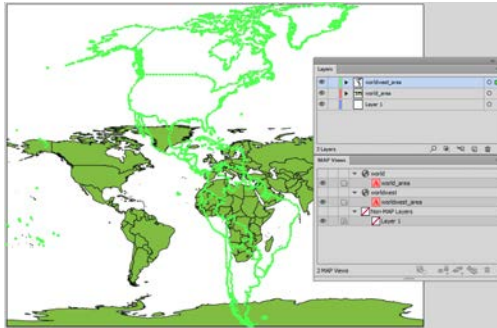 Layers
worldwest_area
world_area
Layer 1
3 Layers
MAP Views
world
world_area
worldwest
worldwest_area
Non-MAP Layers
Layer 1
2 MAP Views